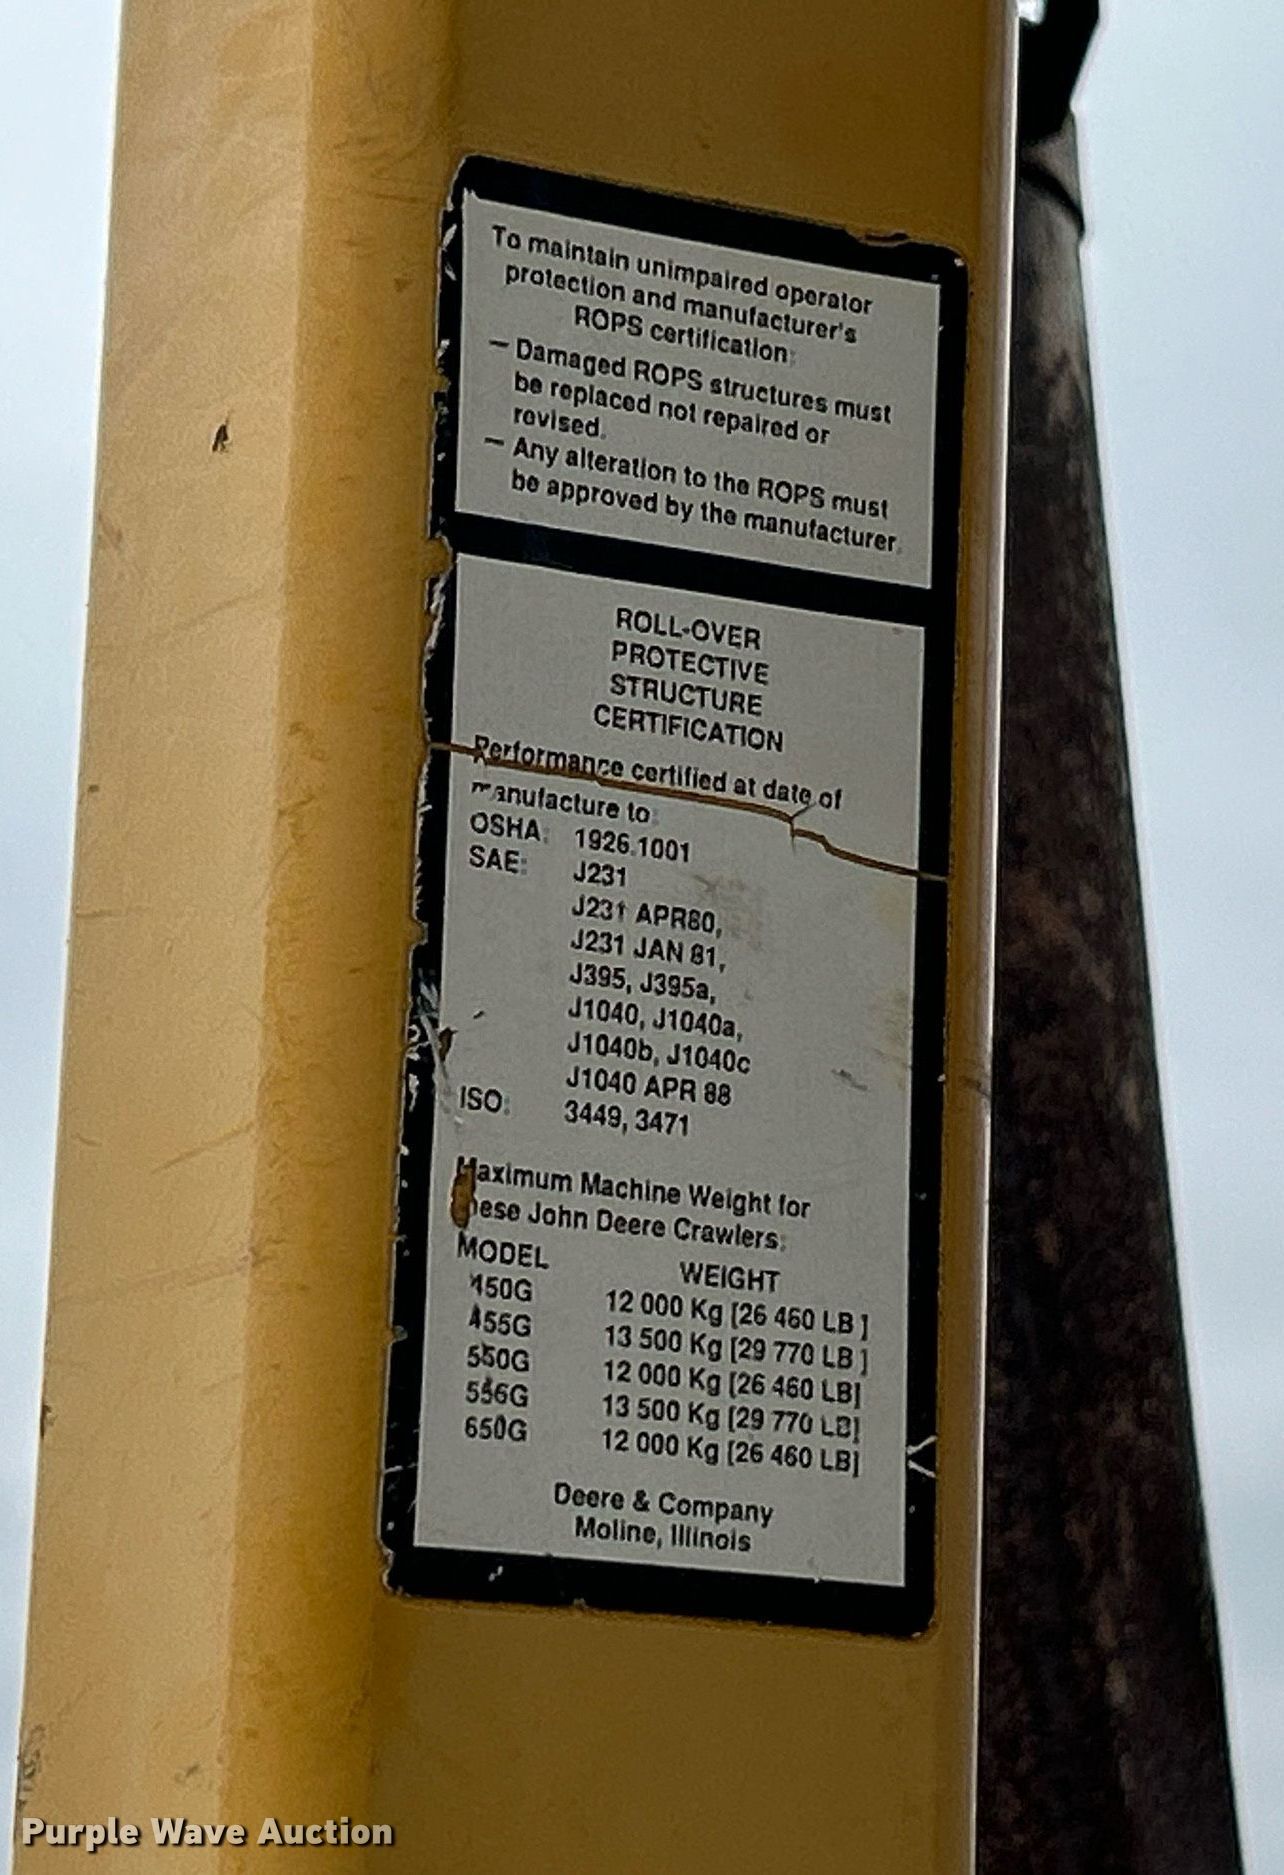 To maintain unimpaired operator
protection and manufacturer's
ROPS certification:
— Damaged ROPS structures must
be replaced not repaired or
revised.
— Any alteration to the ROPS must
be approved by the manufacturer.
ROLL-OVER
PROTECTIVE
STRUCTURE
CERTIFICATION
Performance certified at date of
manufacture to:
OSHA: 1926.1001
SAE: J231
J231 APR80,
J231 JAN 81,
J395, J395a,
J1040, J1040a,
J1040b, J1040c
J1040 APR 88
ISO: 3449, 3471
Maximum Machine Weight for
these John Deere Crawlers:
MODEL WEIGHT
450G 12 000 Kg [26 460 LB ]
455G 13 500 Kg [29 770 LB ]
550G 12 000 Kg [26 460 LB]
13 500 Kg [29 770 LB]
650G 12 000 Kg [26 460 LB]
Deere & Company
Moline, Illinois
Purple Wave Auction